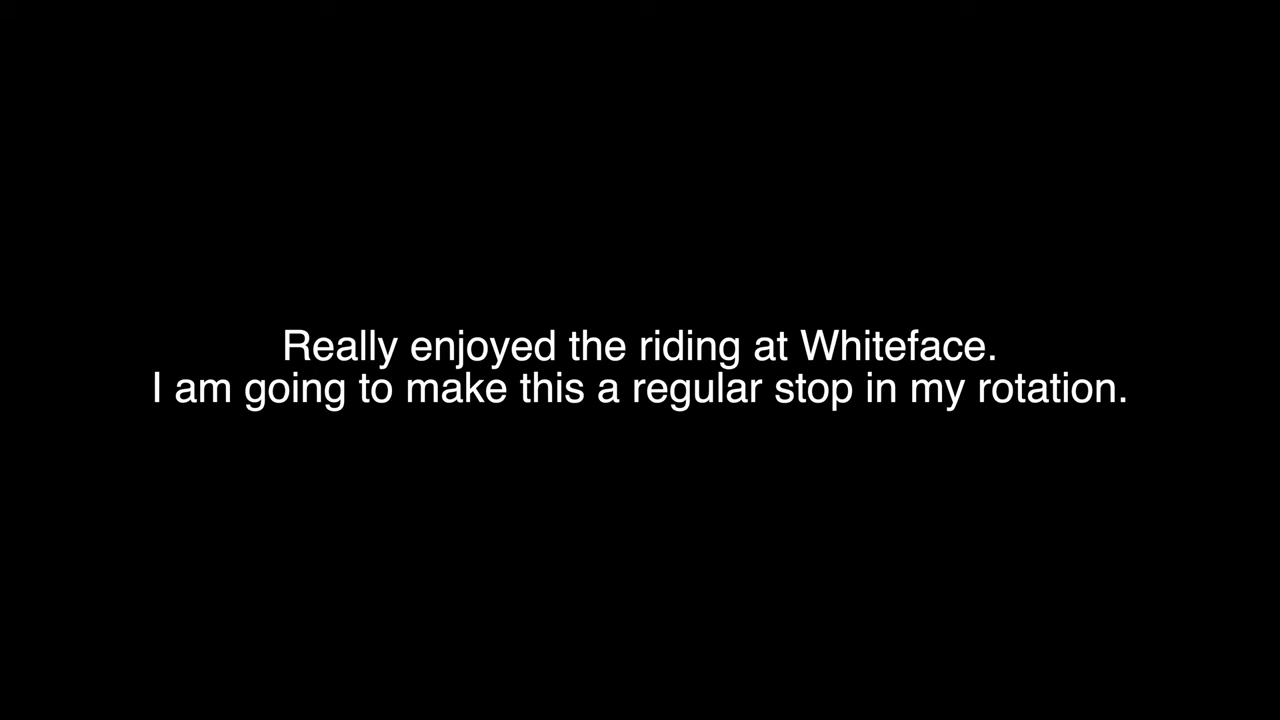 Really enjoyed the riding at Whiteface.
I am going to make this a regular stop in my rotation.